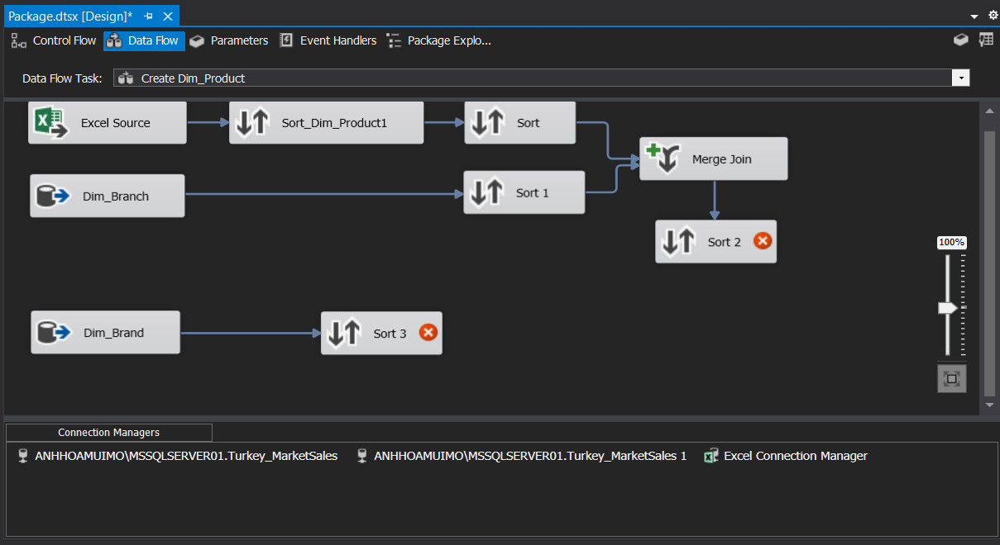 Package.dtsx [Design]*
Control Flow Data Flow Parameters Event Handlers Package Explo...
Data Flow Task: Create Dim_Product
Excel Source Sort_Dim_Product1 Sort
Merge Join
Dim_Branch Sort 1
Sort 2
100%
Dim_Brand Sort 3
Connection Managers
ANHHOAMUIMO\MSSQLSERVER01.Turkey_MarketSales ANHHOAMUIMO\MSSQLSERVER01.Turkey_MarketSales 1 Excel Connection Manager